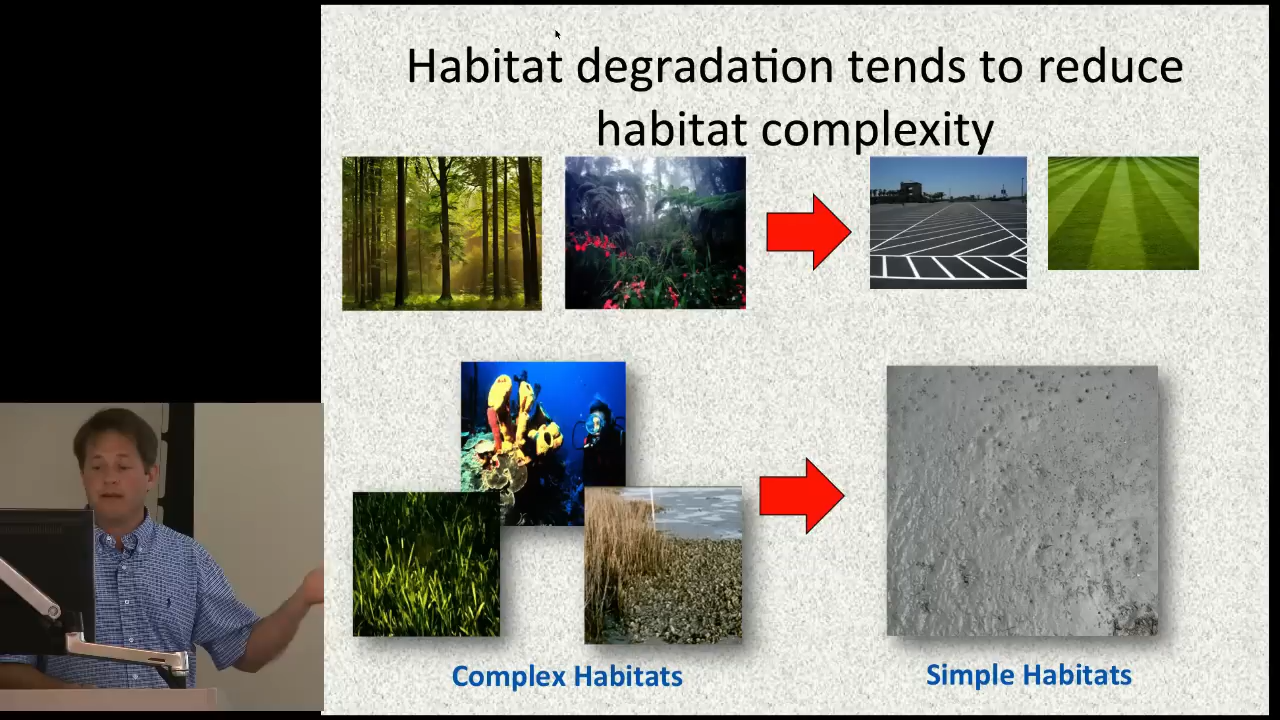 Habitat degradation tends to reduce
habitat complexity
Complex Habitats
Simple Habitats